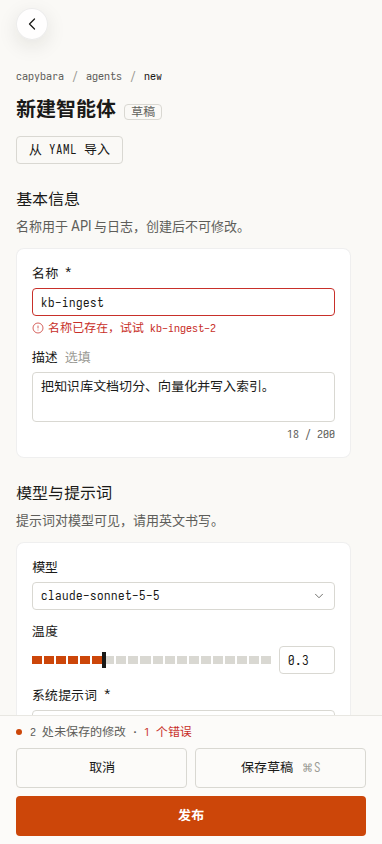 capybara / agents / new
新建智能体 草稿
从 YAML 导入
基本信息
名称用于 API 与日志，创建后不可修改。
名称 *
kb-ingest
名称已存在，试试 kb-ingest-2
描述 选填
把知识库文档切分、向量化并写入索引。
18 / 200
模型与提示词
提示词对模型可见，请用英文书写。
模型
claude-sonnet-5-5
温度
0.3
系统提示词 *
2 处未保存的修改 · 1 个错误
取消
保存草稿 ⌘S
发布